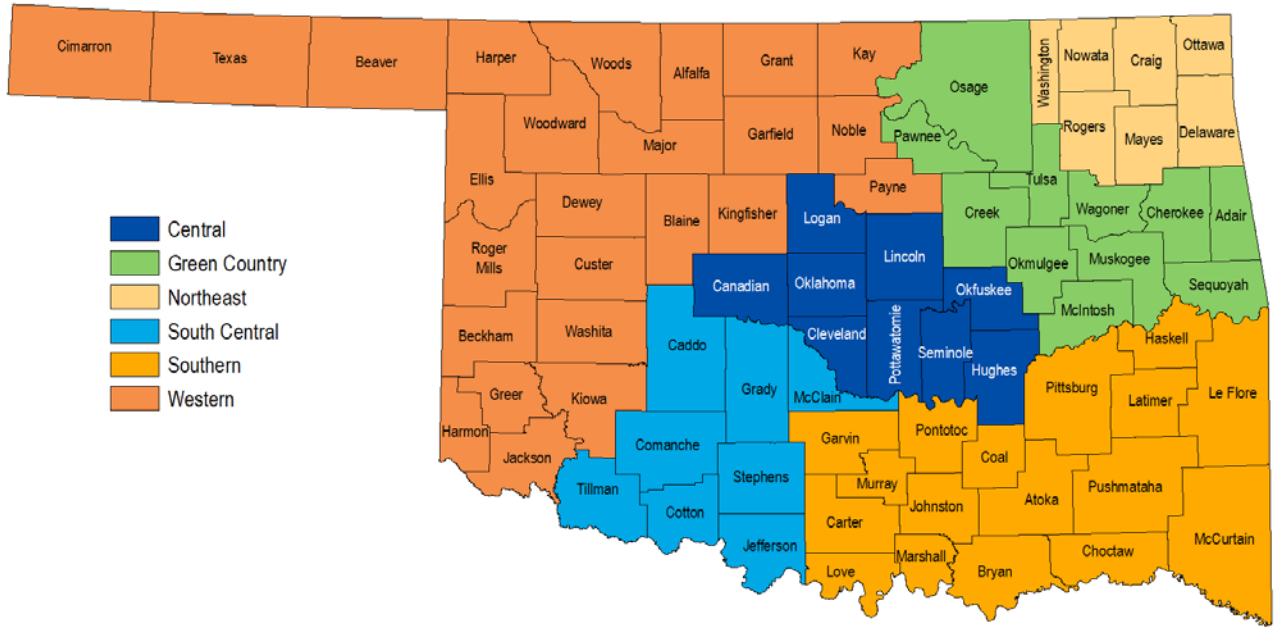 Cimarron
Texas
Beaver
Harper
Woods
Alfalfa
Grant
Kay
Osage
Washington
Nowata
Craig
Ottawa
Woodward
Major
Garfield
Noble
Pawnee
Rogers
Mayes
Delaware
Ellis
Dewey
Blaine
Kingfisher
Logan
Payne
Creek
Tulsa
Wagoner
Cherokee
Adair
Roger
Mills
Custer
Canadian
Oklahoma
Lincoln
Okfuskee
Okmulgee
Muskogee
Sequoyah
McIntosh
Central
Green Country
Northeast
South Central
Southern
Western
Beckham
Washita
Caddo
Cleveland
Pottawatomie
Seminole
Hughes
Haskell
Greer
Kiowa
Grady
McClain
Pittsburg
Latimer
Le Flore
Harmon
Jackson
Comanche
Garvin
Pontotoc
Coal
Tillman
Cotton
Stephens
Murray
Johnston
Atoka
Pushmataha
Jefferson
Carter
Love
Marshall
Bryan
Choctaw
McCurtain